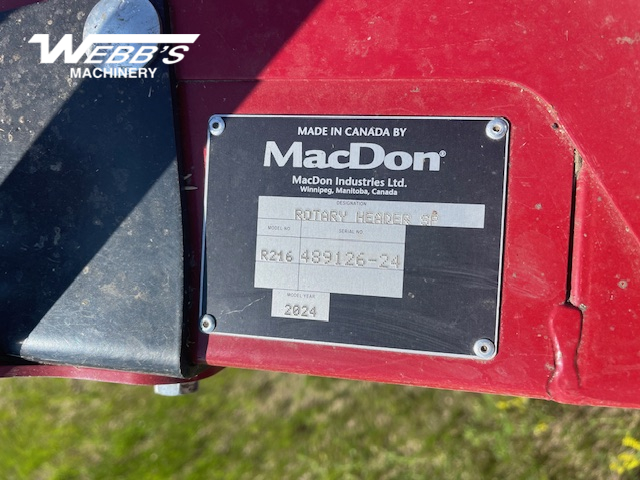 WEBB'S
MACHINERY
MADE IN CANADA BY
MacDon®
MacDon Industries Ltd.
Winnipeg, Manitoba, Canada
DESIGNATION
ROTARY HEADER SP
MODEL NO
SERIAL NO
R216 489126-24
MODEL YEAR
2024